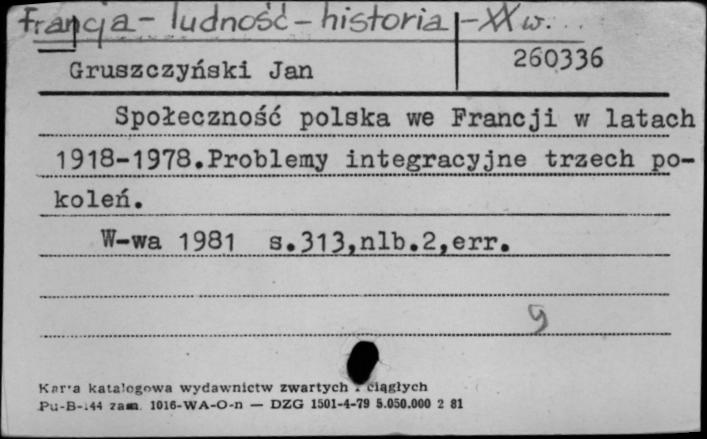 Francja - ludność - historia - XX w.
Gruszczyński Jan
260336
Społeczność polska we Francji w latach
1918-1978.Problemy integracyjne trzech po-
koleń.
W-wa 1981 s.313,nlb.2,err.
9
Karta katalogowa wydawnictw zwartych i ciągłych
Pu-B-144 zam. 1016-WA-O-n — DZG 1501-4-79 5.050.000 2 81